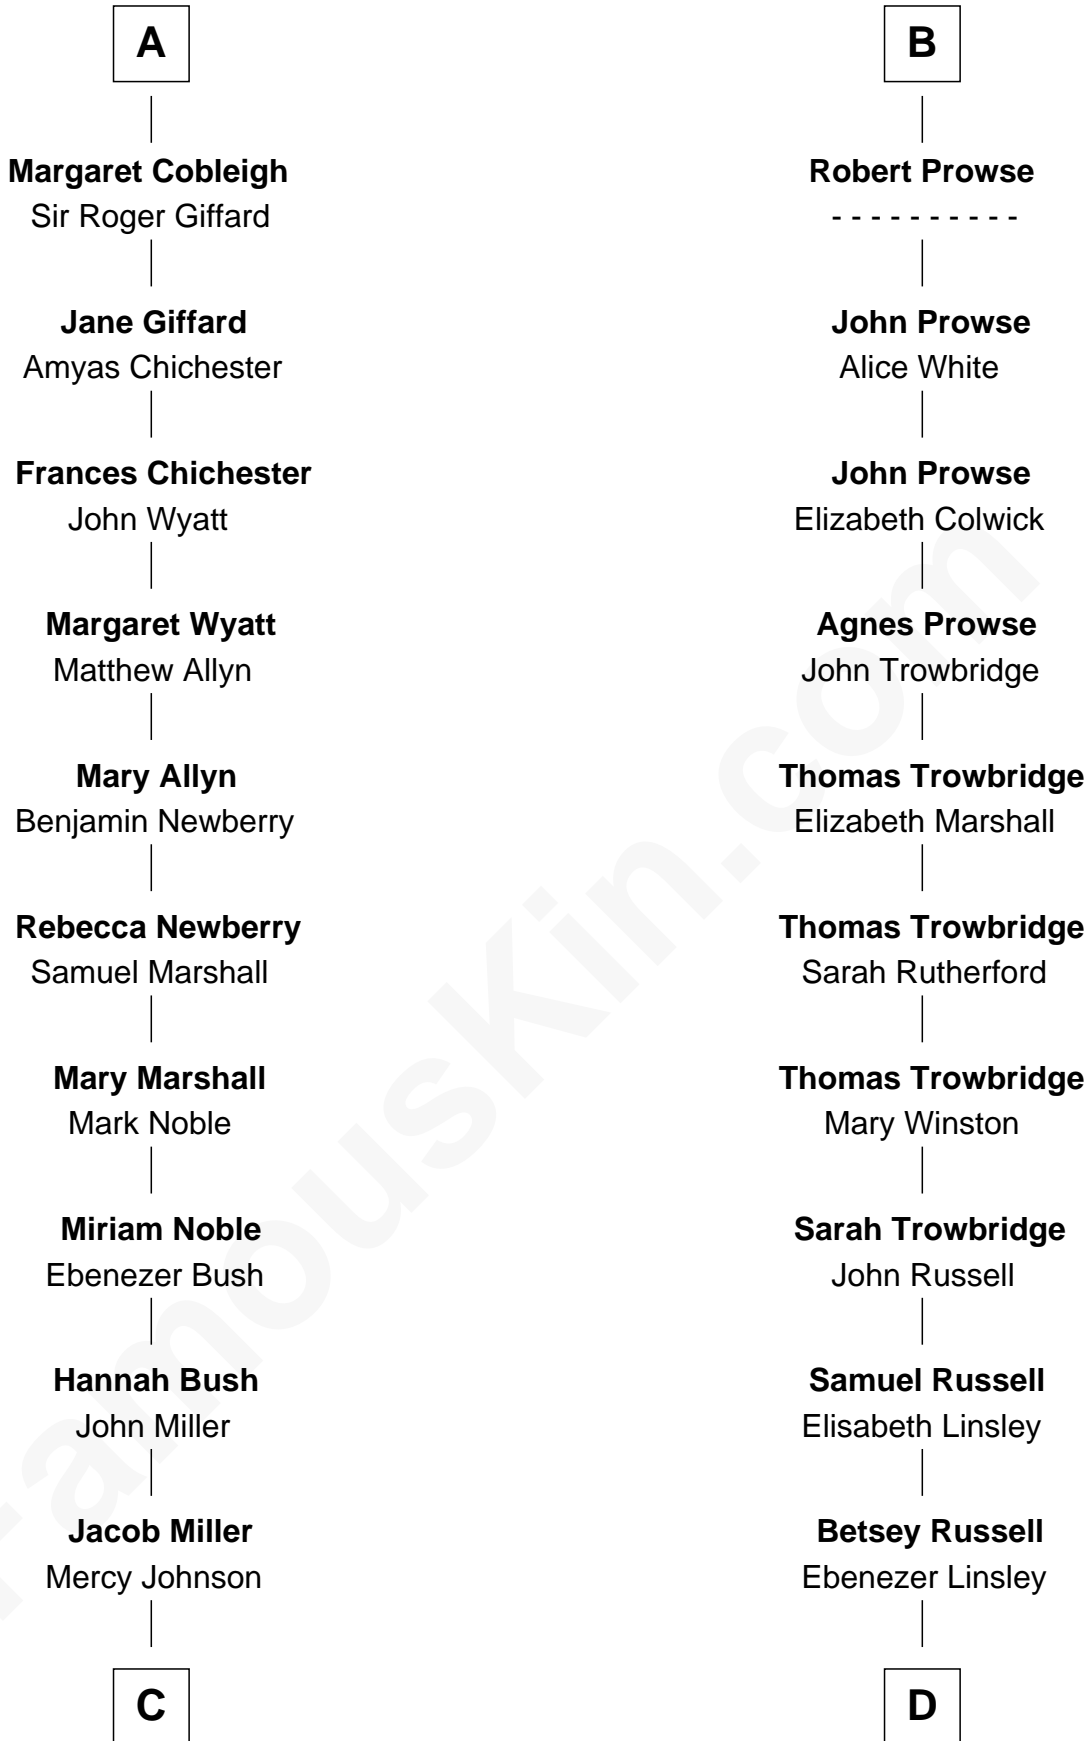 A
Margaret Cobleigh
Sir Roger Giffard
Jane Giffard
Amyas Chichester
Frances Chichester
John Wyatt
Margaret Wyatt
Matthew Allyn
Mary Allyn
Benjamin Newberry
Rebecca Newberry
Samuel Marshall
Mary Marshall
Mark Noble
Miriam Noble
Ebenezer Bush
Hannah Bush
John Miller
Jacob Miller
Mercy Johnson
C
B
Robert Prowse
- - - - - - - - - -
John Prowse
Alice White
John Prowse
Elizabeth Colwick
Agnes Prowse
John Trowbridge
Thomas Trowbridge
Elizabeth Marshall
Thomas Trowbridge
Sarah Rutherford
Thomas Trowbridge
Mary Winston
Sarah Trowbridge
John Russell
Samuel Russell
Elisabeth Linsley
Betsey Russell
Ebenezer Linsley
D
FamousKin.com